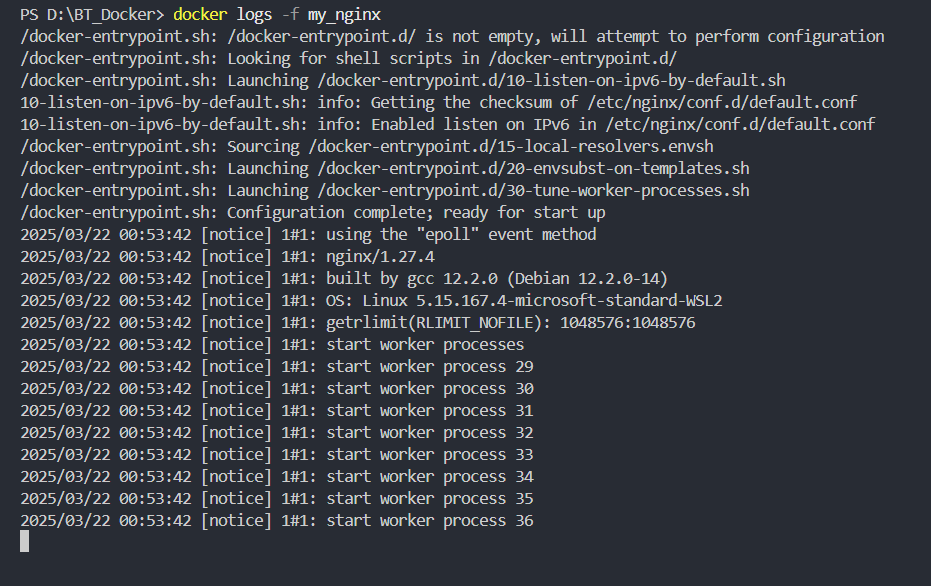 PS D:\BT_Docker> docker logs -f my_nginx
/docker-entrypoint.sh: /docker-entrypoint.d/ is not empty, will attempt to perform configuration
/docker-entrypoint.sh: Looking for shell scripts in /docker-entrypoint.d/
/docker-entrypoint.sh: Launching /docker-entrypoint.d/10-listen-on-ipv6-by-default.sh
10-listen-on-ipv6-by-default.sh: info: Getting the checksum of /etc/nginx/conf.d/default.conf
10-listen-on-ipv6-by-default.sh: info: Enabled listen on IPv6 in /etc/nginx/conf.d/default.conf
/docker-entrypoint.sh: Sourcing /docker-entrypoint.d/15-local-resolvers.envsh
/docker-entrypoint.sh: Launching /docker-entrypoint.d/20-envsubst-on-templates.sh
/docker-entrypoint.sh: Launching /docker-entrypoint.d/30-tune-worker-processes.sh
/docker-entrypoint.sh: Configuration complete; ready for start up
2025/03/22 00:53:42 [notice] 1#1: using the "epoll" event method
2025/03/22 00:53:42 [notice] 1#1: nginx/1.27.4
2025/03/22 00:53:42 [notice] 1#1: built by gcc 12.2.0 (Debian 12.2.0-14)
2025/03/22 00:53:42 [notice] 1#1: OS: Linux 5.15.167.4-microsoft-standard-WSL2
2025/03/22 00:53:42 [notice] 1#1: getrlimit(RLIMIT_NOFILE): 1048576:1048576
2025/03/22 00:53:42 [notice] 1#1: start worker processes
2025/03/22 00:53:42 [notice] 1#1: start worker process 29
2025/03/22 00:53:42 [notice] 1#1: start worker process 30
2025/03/22 00:53:42 [notice] 1#1: start worker process 31
2025/03/22 00:53:42 [notice] 1#1: start worker process 32
2025/03/22 00:53:42 [notice] 1#1: start worker process 33
2025/03/22 00:53:42 [notice] 1#1: start worker process 34
2025/03/22 00:53:42 [notice] 1#1: start worker process 35
2025/03/22 00:53:42 [notice] 1#1: start worker process 36